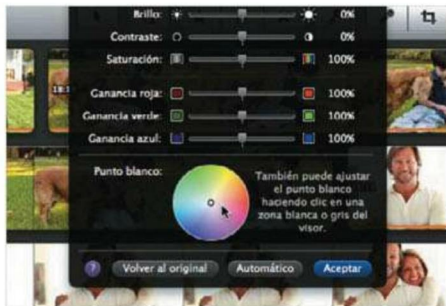 Brillo: 0%
Contraste: 0%
Saturación: 100%
Ganancia roja: 100%
Ganancia verde: 100%
Ganancia azul: 100%
Punto blanco:
También puede ajustar
el punto blanco
haciendo clic en una
zona blanca o gris del
visor.
? Volver al original Automático Aceptar